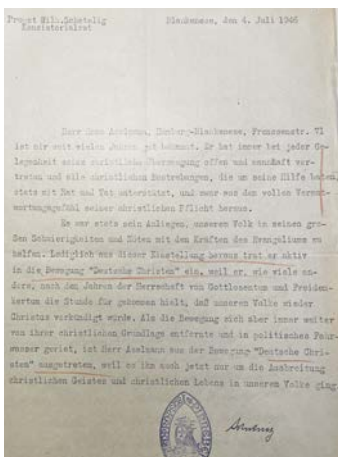 Propst Wilh. Schetelig Blankenese, den 4. Juli 1946
Konsistorialrat
Herr Hans Aselmann, Hamburg-Blankenese, Frenssenstr. 71
ist mir seit vielen Jahren gut bekannt. Er hat immer bei jeder Ge-
legenheit seine christliche Überzeugung offen und mannhaft ver-
treten und alle christlichen Bestrebungen, die um seine Hilfe baten,
stets mit Rat und Tat unterstützt, und zwar aus dem vollen Verant-
wortungsgefühl seiner christlichen Pflicht heraus.
Es war stets sein Anliegen, unserem Volk in seinen gro-
ßen Schwierigkeiten und Nöten mit den Kräften des Evangeliums zu
helfen. Lediglich aus dieser Einstellung heraus trat er aktiv
in die Bewegung "Deutsche Christen" ein, weil er, wie viele an-
dere, nach den Jahren der Herrschaft von Gottlosentum und Freiden-
kertum die Stunde für gekommen hielt, daß unserem Volke wieder
Christus verkündigt würde. Als die Bewegung sich aber immer weiter
von ihrer christlichen Grundlage entfernte und in politisches Fahr-
wasser geriet, ist Herr Aselmann aus der Bewegung "Deutsche Chri-
sten" ausgetreten, weil es ihm auch jetzt nur um die Ausbreitung
christlichen Geistes und christlichen Lebens in unserem Volke ging.